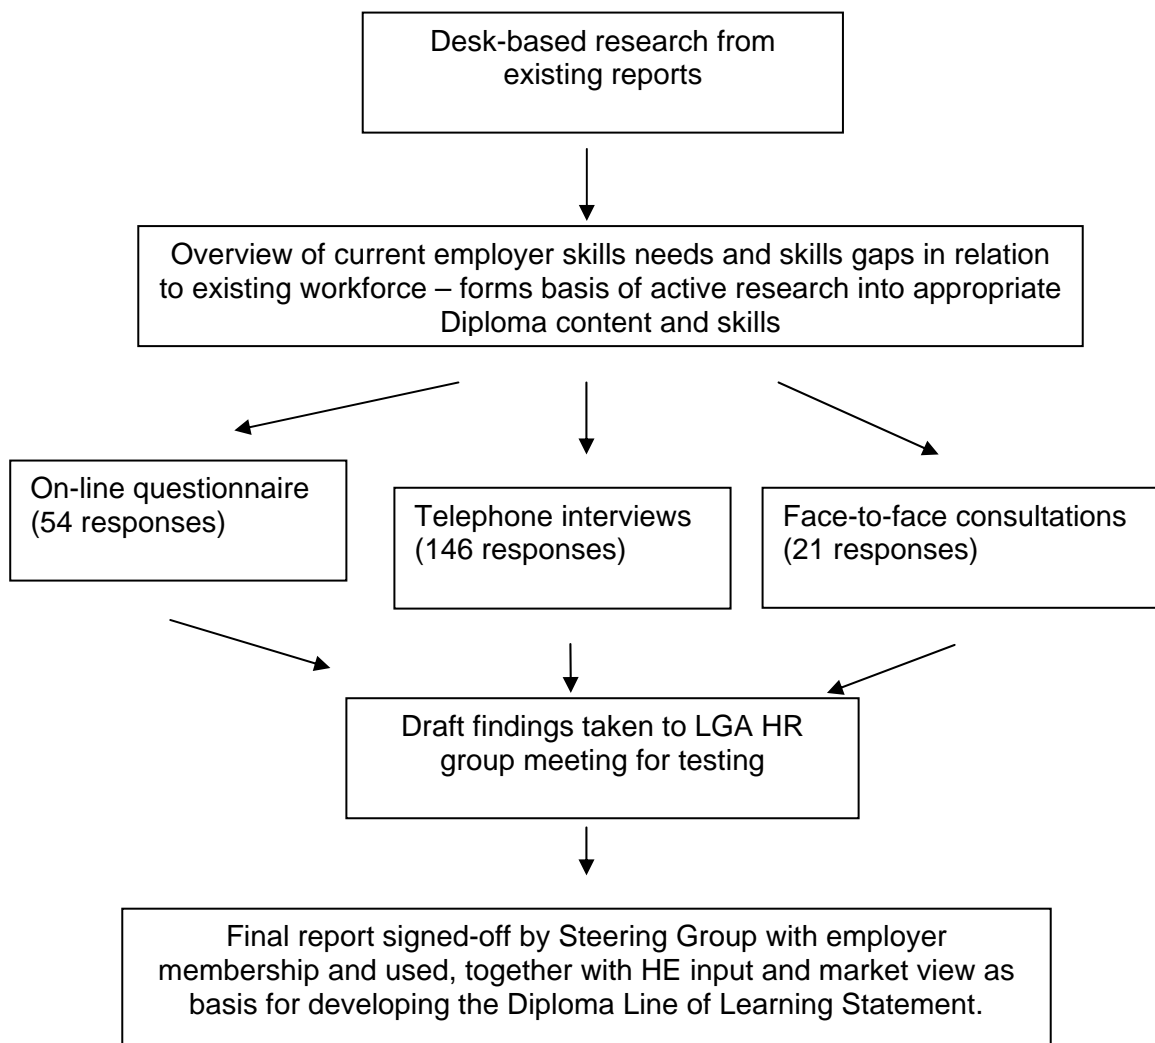 Desk-based research from
existing reports
Overview of current employer skills needs and skills gaps in relation
to existing workforce – forms basis of active research into appropriate
Diploma content and skills
On-line questionnaire
(54 responses)
Telephone interviews
(146 responses)
Face-to-face consultations
(21 responses)
Draft findings taken to LGA HR
group meeting for testing
Final report signed-off by Steering Group with employer
membership and used, together with HE input and market view as
basis for developing the Diploma Line of Learning Statement.